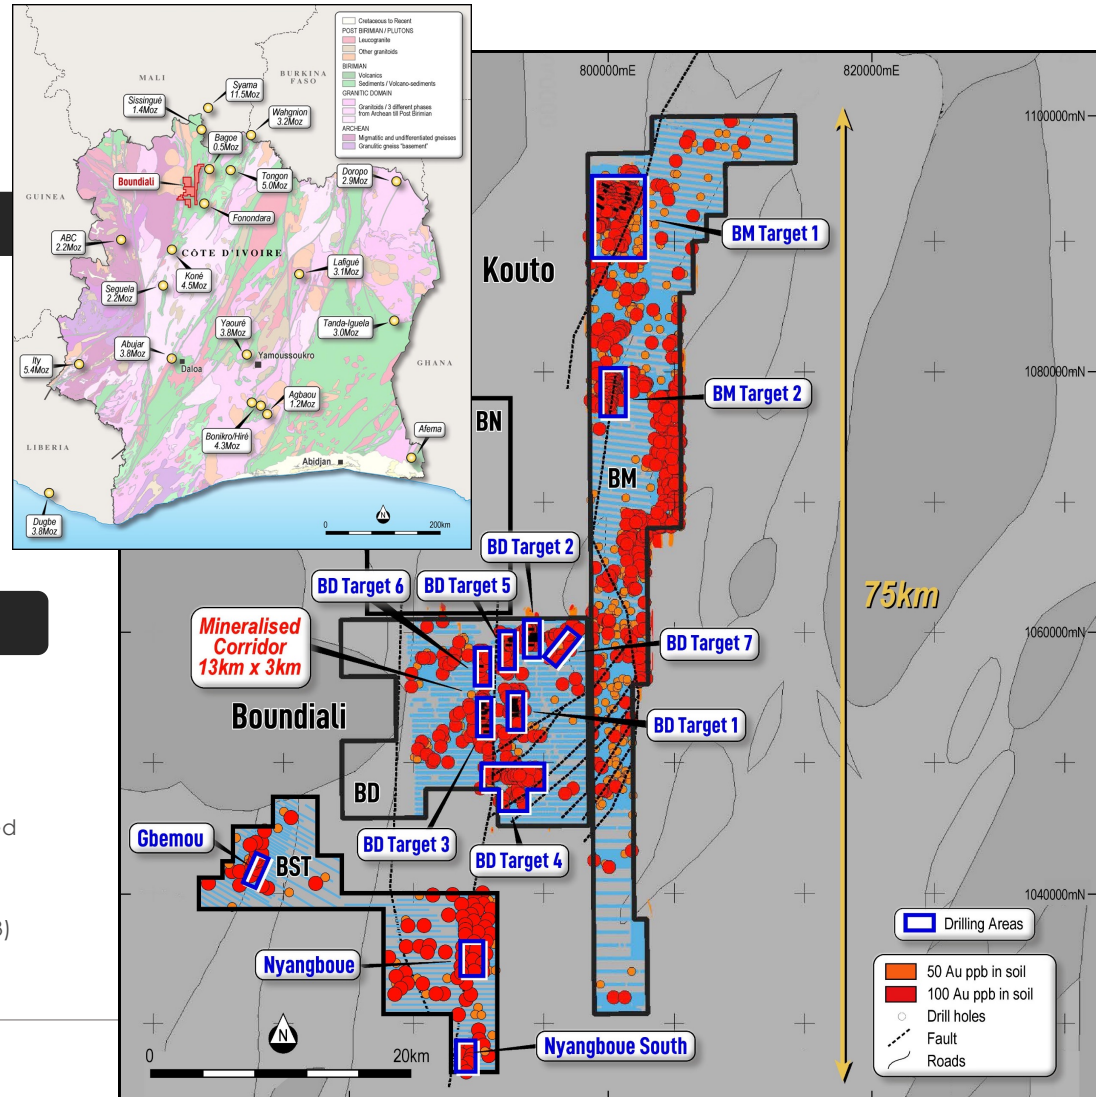 Cretaceous to Recent
POST BIRIMIAN / PLUTONS
Leucogranite
Other granitoids
BIRIMIAN
Volcanics
Sediments / Volcano-sediments
GRANITIC DOMAIN
Granitoids / 3 different phases
from Archean till Post Birimian
ARCHEAN
Migmatitic and undifferentiated gneisses
Granulitic gneiss "basement"
MALI
BURKINA
FASO
GUINEA
CÔTE D'IVOIRE
GHANA
LIBERIA
Syama
11.5Moz
Sissingué
1.4Moz
Wahgnion
3.2Moz
Bagoe
0.5Moz
Boundiali
Tongon
5.0Moz
Doropo
2.9Moz
Fonondara
ABC
2.2Moz
Koné
4.5Moz
Lafigué
3.1Moz
Seguela
2.2Moz
Yaouré
3.8Moz
Tanda-Iguela
3.0Moz
Abujar
3.8Moz
Daloa
Yamoussoukro
Ity
5.4Moz
Agbaou
1.2Moz
Bonikro/Hiré
4.3Moz
Afema
Abidjan
Dugbe
3.8Moz
N
0
200km
800000mE
820000mE
1100000mN
1080000mN
1060000mN
1040000mN
BM Target 1
Kouto
BM Target 2
BN
BM
BD Target 2
BD Target 6
BD Target 5
75km
Mineralised
Corridor
13km x 3km
BD Target 7
Boundiali
BD Target 1
BD
BD Target 3
BD Target 4
Gbemou
BST
Nyangboue
Nyangboue South
N
0
20km
Drilling Areas
50 Au ppb in soil
100 Au ppb in soil
Drill holes
Fault
Roads